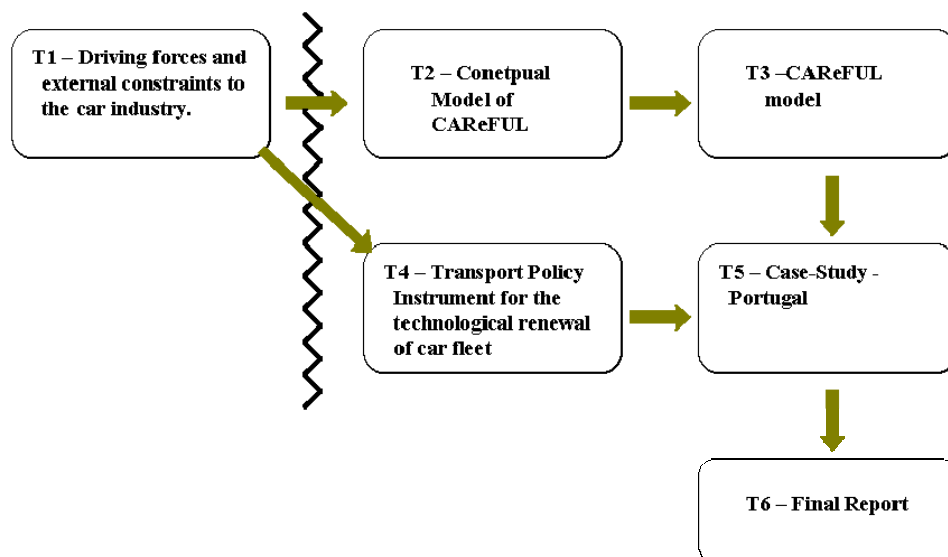 T1 – Driving forces and
external constraints to
the car industry.
T2 – Conetpual
Model of
CAReFUL
T3 –CAReFUL
model
T4 – Transport Policy
Instrument for the
technological renewal
of car fleet
T5 – Case-Study -
Portugal
T6 – Final Report